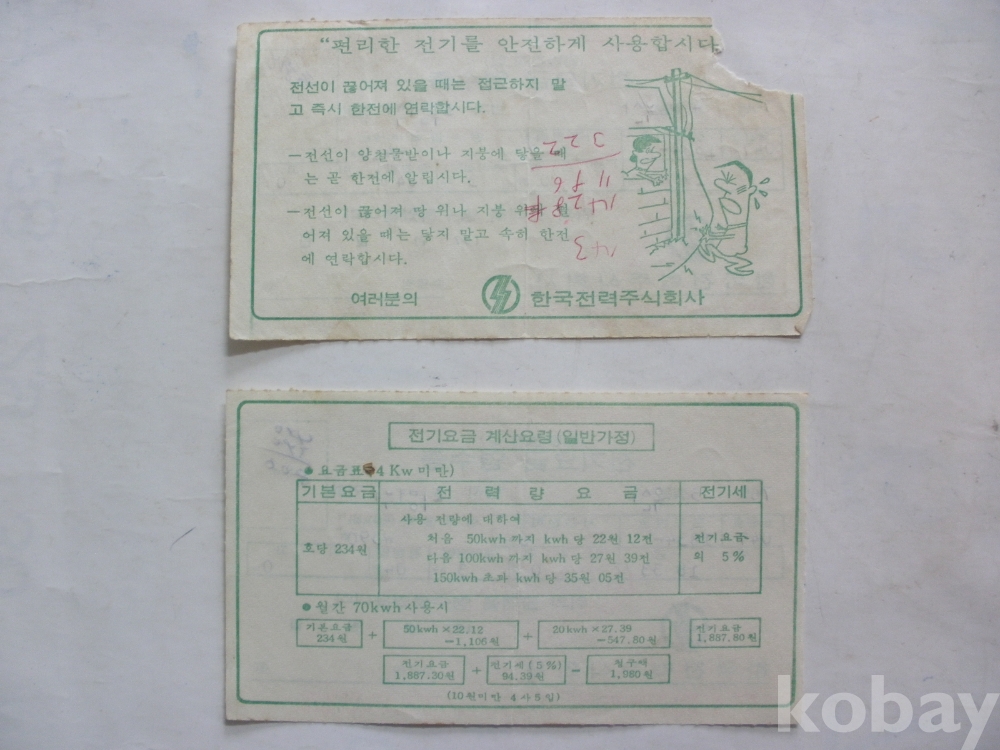 “편리한 전기를 안전하게 사용합시다
전선이 끊어져 있을 때는 접근하지 말
고 즉시 한전에 연락합시다.
—전선이 양철물받이나 지붕에 닿을 때
는 곧 한전에 알립시다.
—전선이 끊어져 땅 위나 지붕 위에
어져 있을 때는 닿지 말고 속히 한전
에 연락합시다.
322
1176
1428
143
여러분의 한국전력주식회사
전기요금 계산요령(일반가정)
● 요금표 4Kw미만)
기본요금 전력량요금 전기세
사용 전량에 대하여
호당 234원 처음 50kwh 까지 kwh 당 22원 12전 전기요금
다음 100kwh 까지 kwh 당 27원 39전 의 5%
150kwh 초과 kwh 당 35원 05전
● 월간 70kwh 사용시
기본요금 50kwh×22.12 20kwh×27.39 전기요금
234원 + =1,106원 + =547.80원 1,887.80원
전기요금 전기세(5%) 청구액
1,887.80원 + 94.39원 = 1,980원
(10원미만 4사5입)
kobay